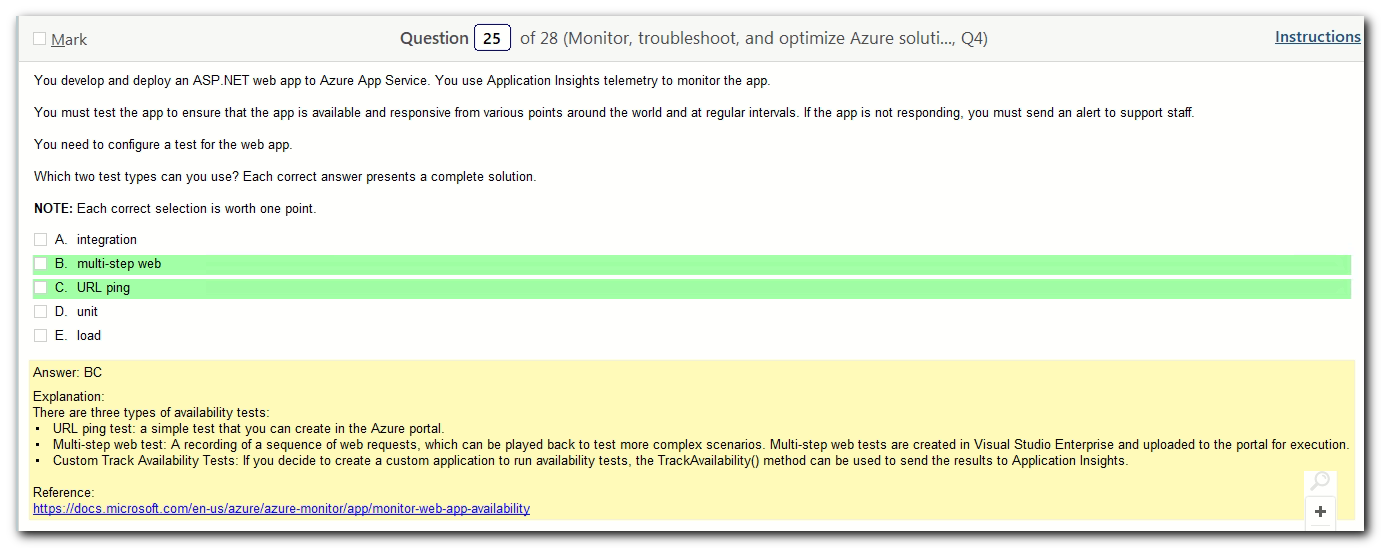 Mark Question 25 of 28 (Monitor, troubleshoot, and optimize Azure soluti..., Q4) Instructions
You develop and deploy an ASP.NET web app to Azure App Service. You use Application Insights telemetry to monitor the app.
You must test the app to ensure that the app is available and responsive from various points around the world and at regular intervals. If the app is not responding, you must send an alert to support staff.
You need to configure a test for the web app.
Which two test types can you use? Each correct answer presents a complete solution.
NOTE: Each correct selection is worth one point.
A. integration
B. multi-step web
C. URL ping
D. unit
E. load
Answer: BC
Explanation:
There are three types of availability tests:
▪ URL ping test: a simple test that you can create in the Azure portal.
▪ Multi-step web test: A recording of a sequence of web requests, which can be played back to test more complex scenarios. Multi-step web tests are created in Visual Studio Enterprise and uploaded to the portal for execution.
▪ Custom Track Availability Tests: If you decide to create a custom application to run availability tests, the TrackAvailability() method can be used to send the results to Application Insights.
Reference:
https://docs.microsoft.com/en-us/azure/azure-monitor/app/monitor-web-app-availability
+